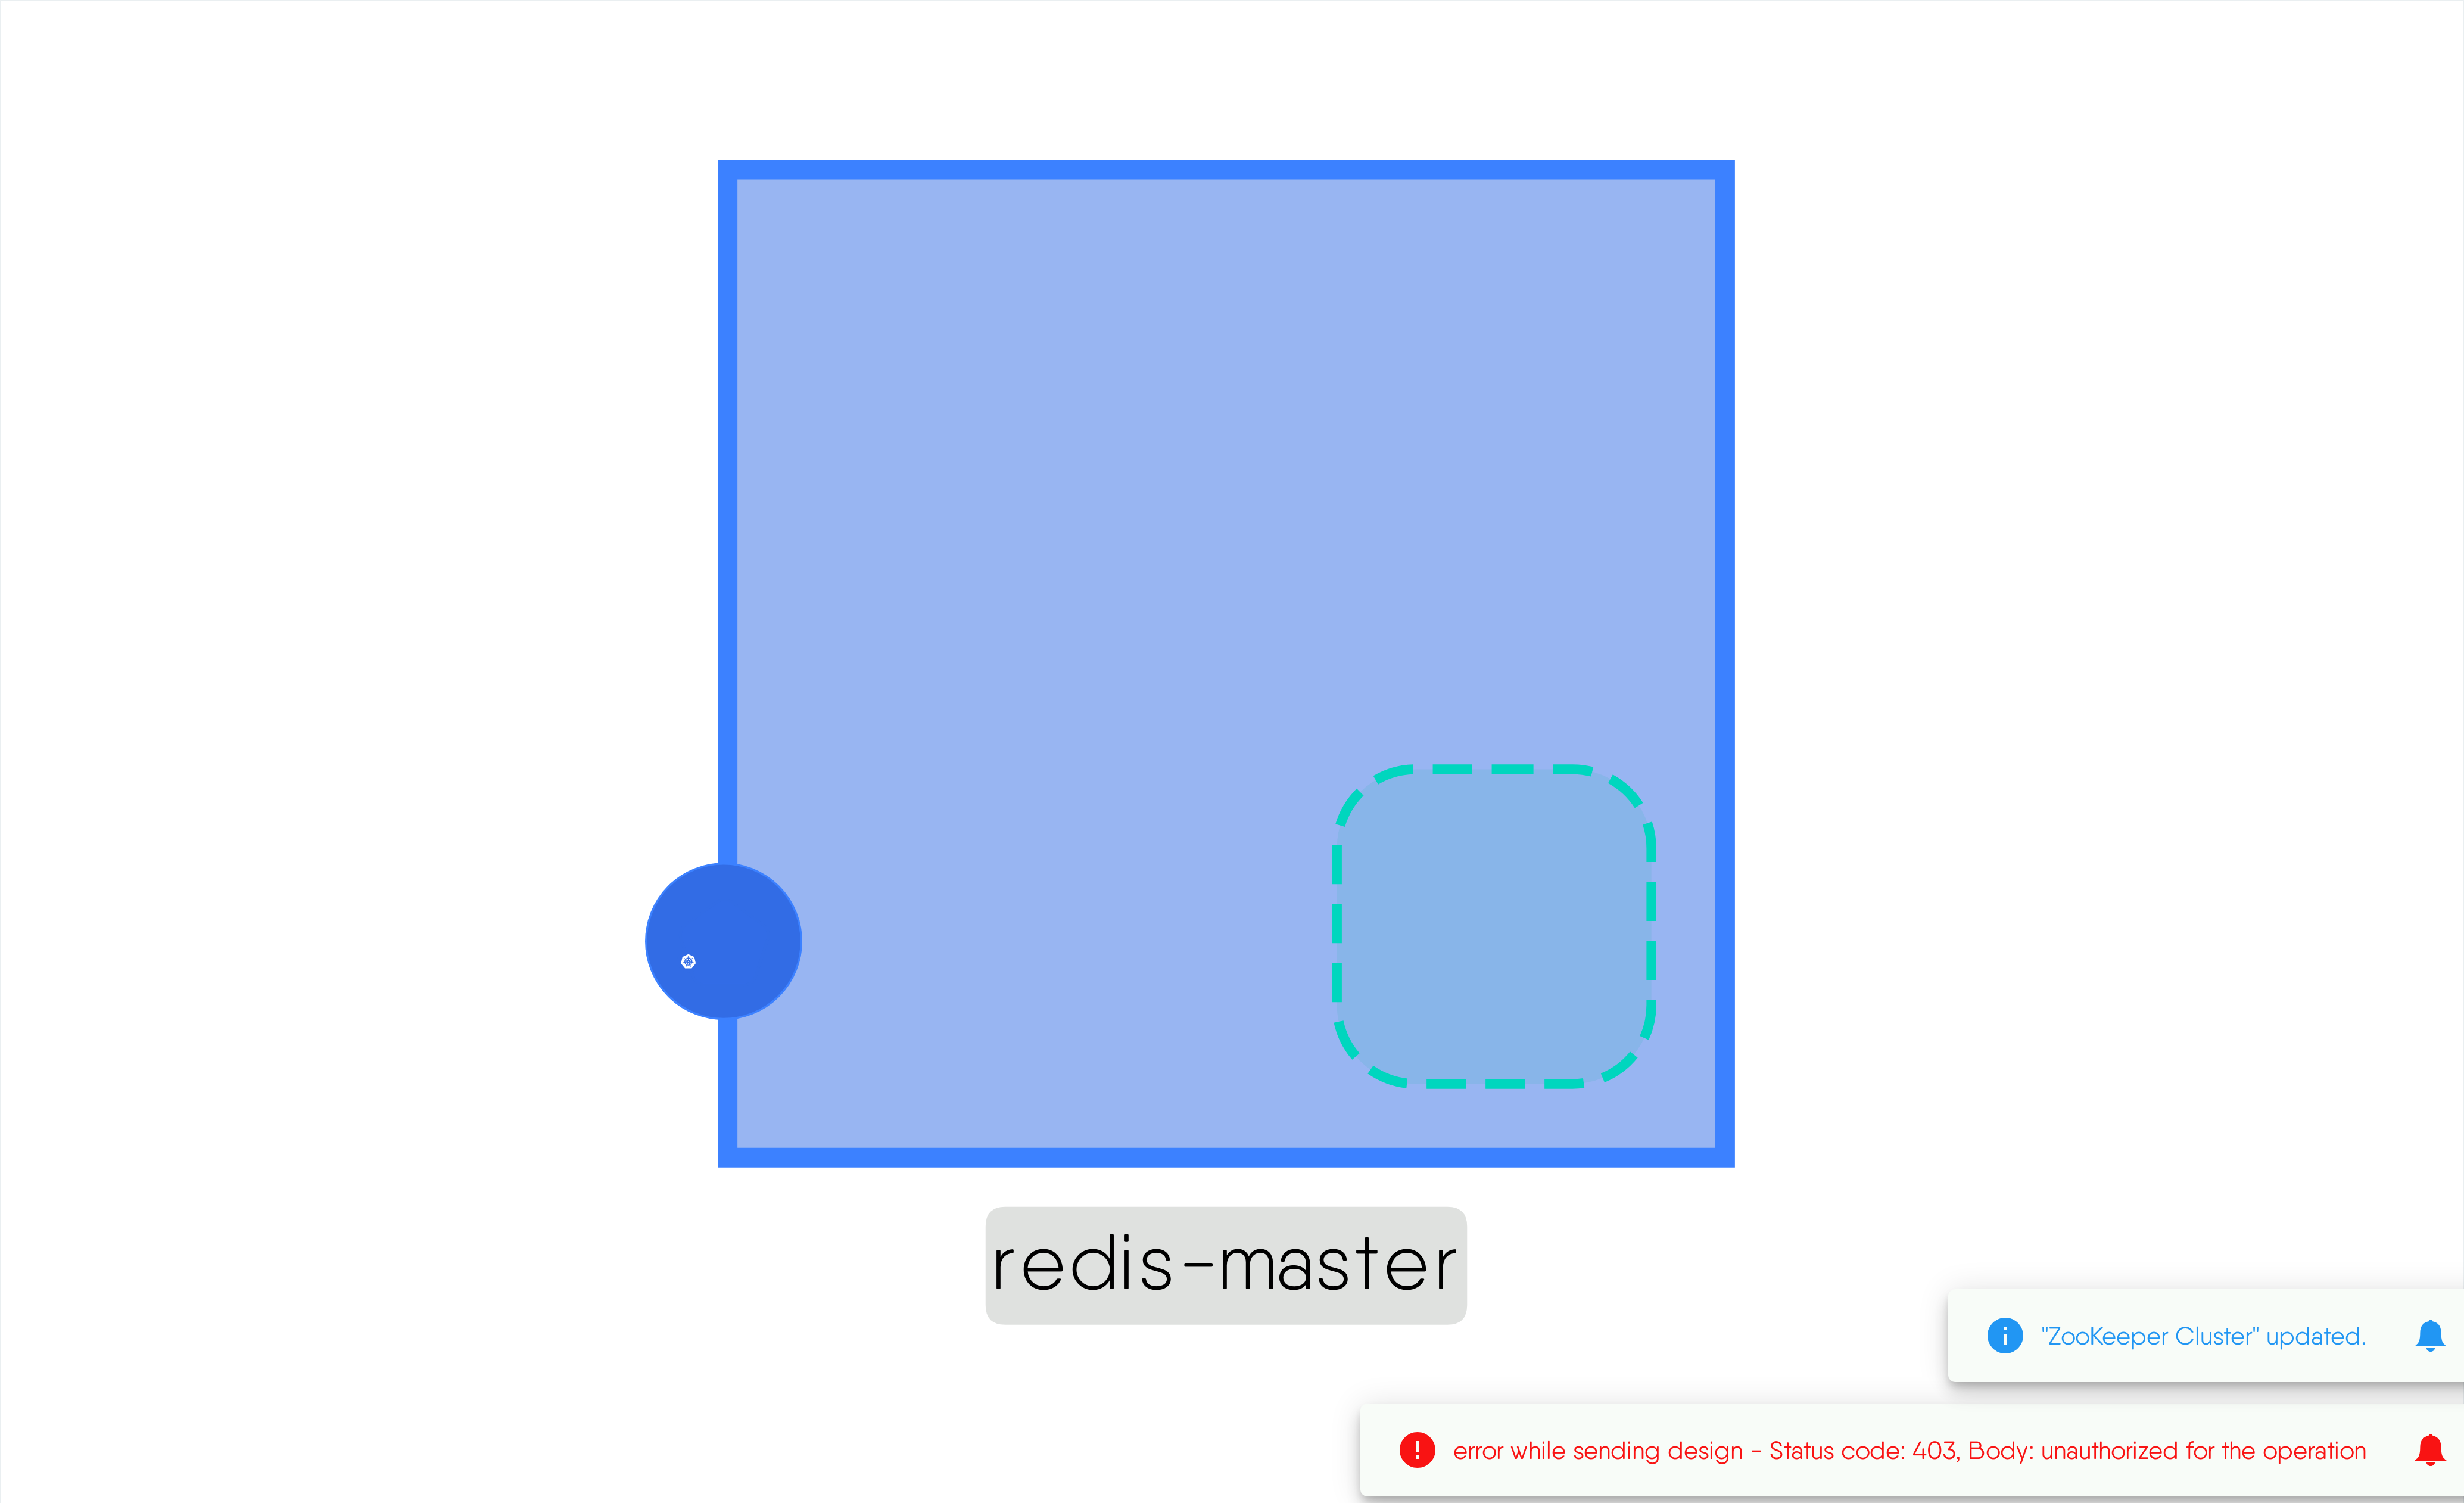 redis-master
"ZooKeeper Cluster" updated.
error while sending design - Status code: 403, Body: unauthorized for the operation